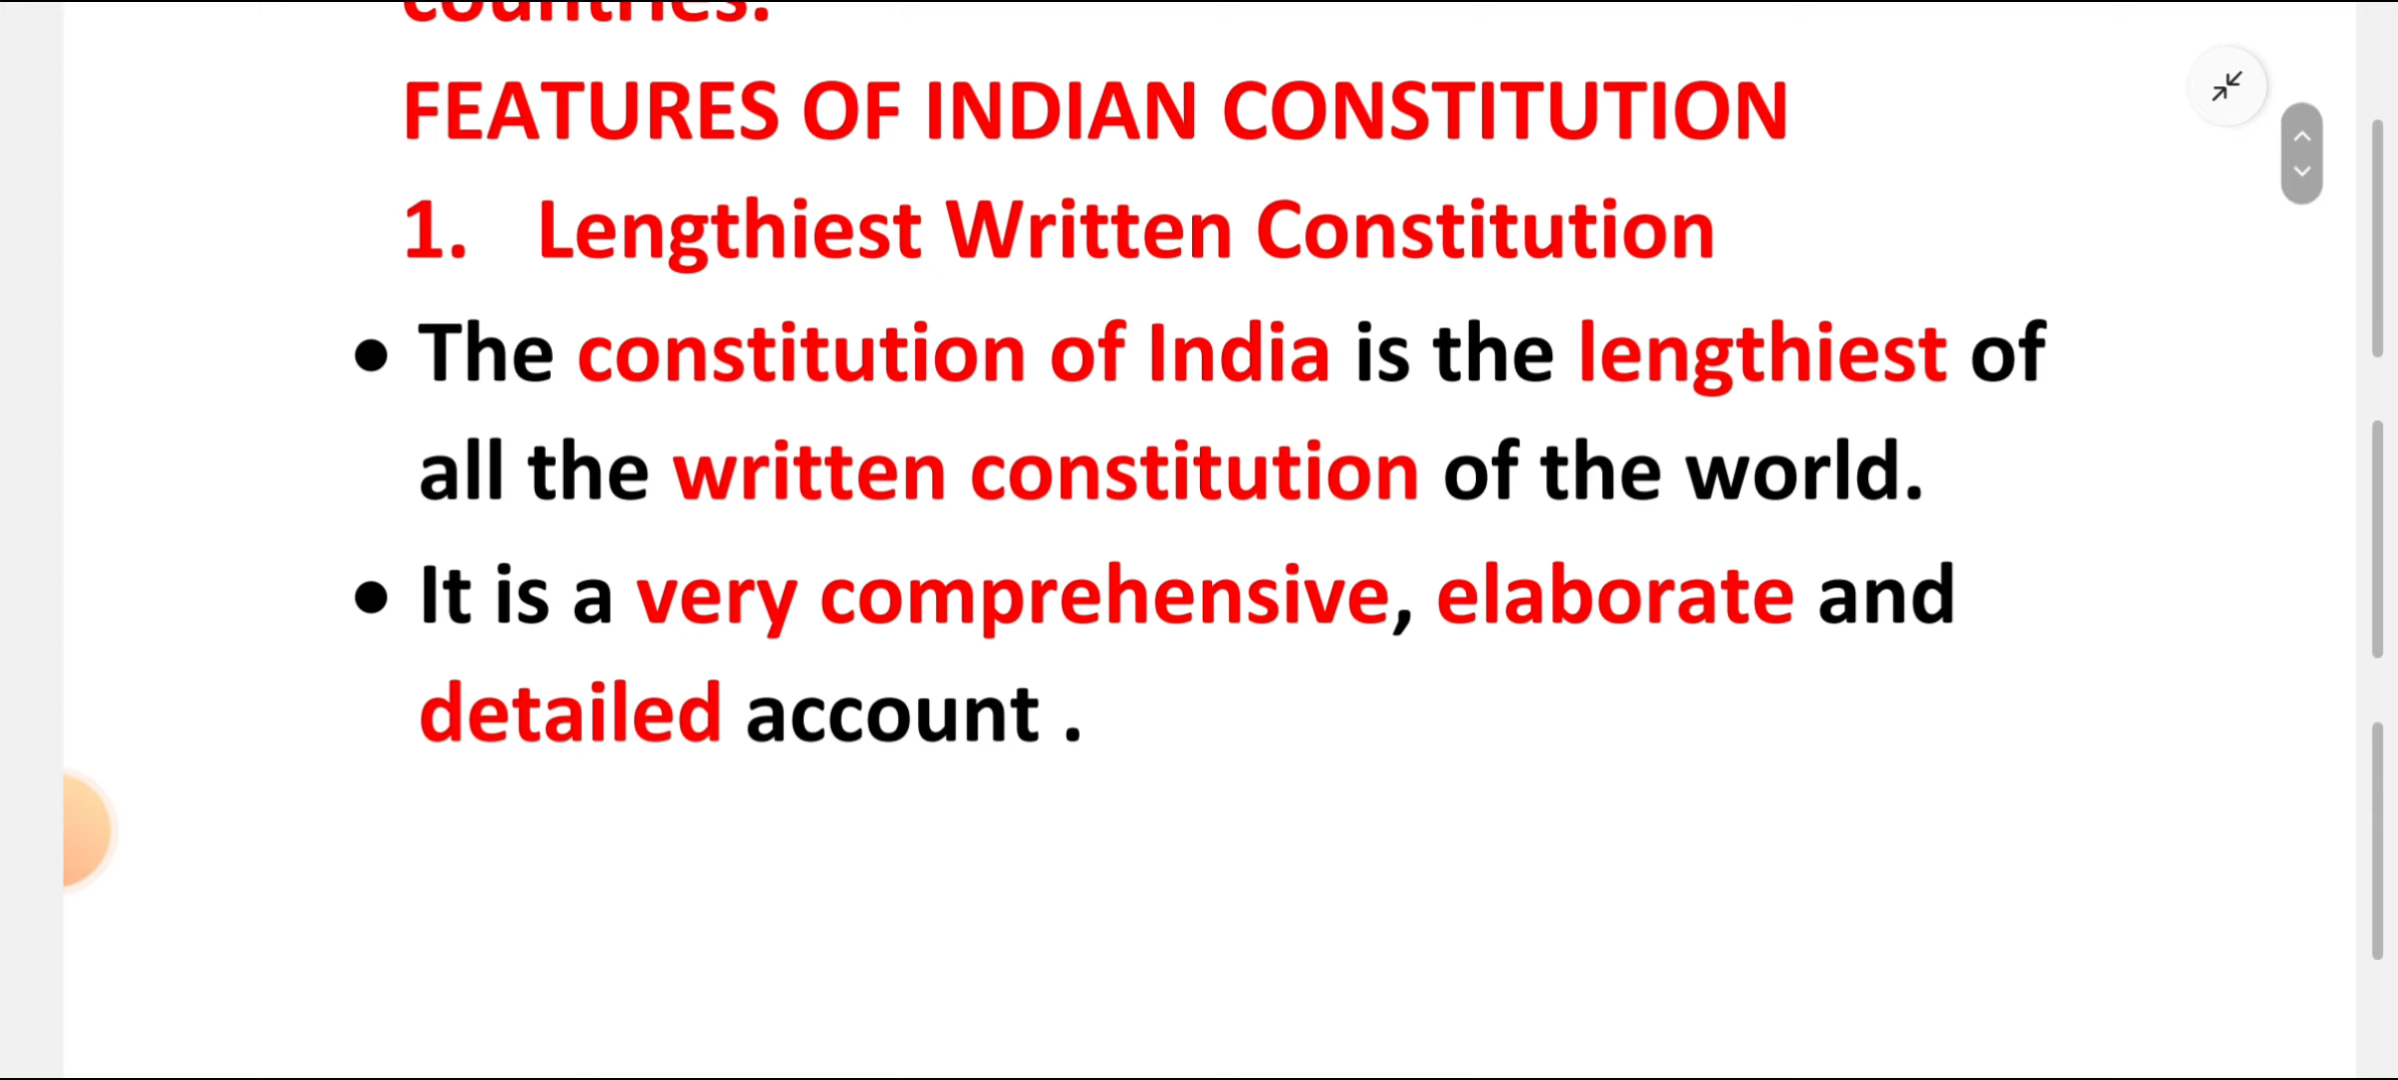 countries.
FEATURES OF INDIAN CONSTITUTION
1. Lengthiest Written Constitution
• The constitution of India is the lengthiest of
all the written constitution of the world.
• It is a very comprehensive, elaborate and
detailed account .